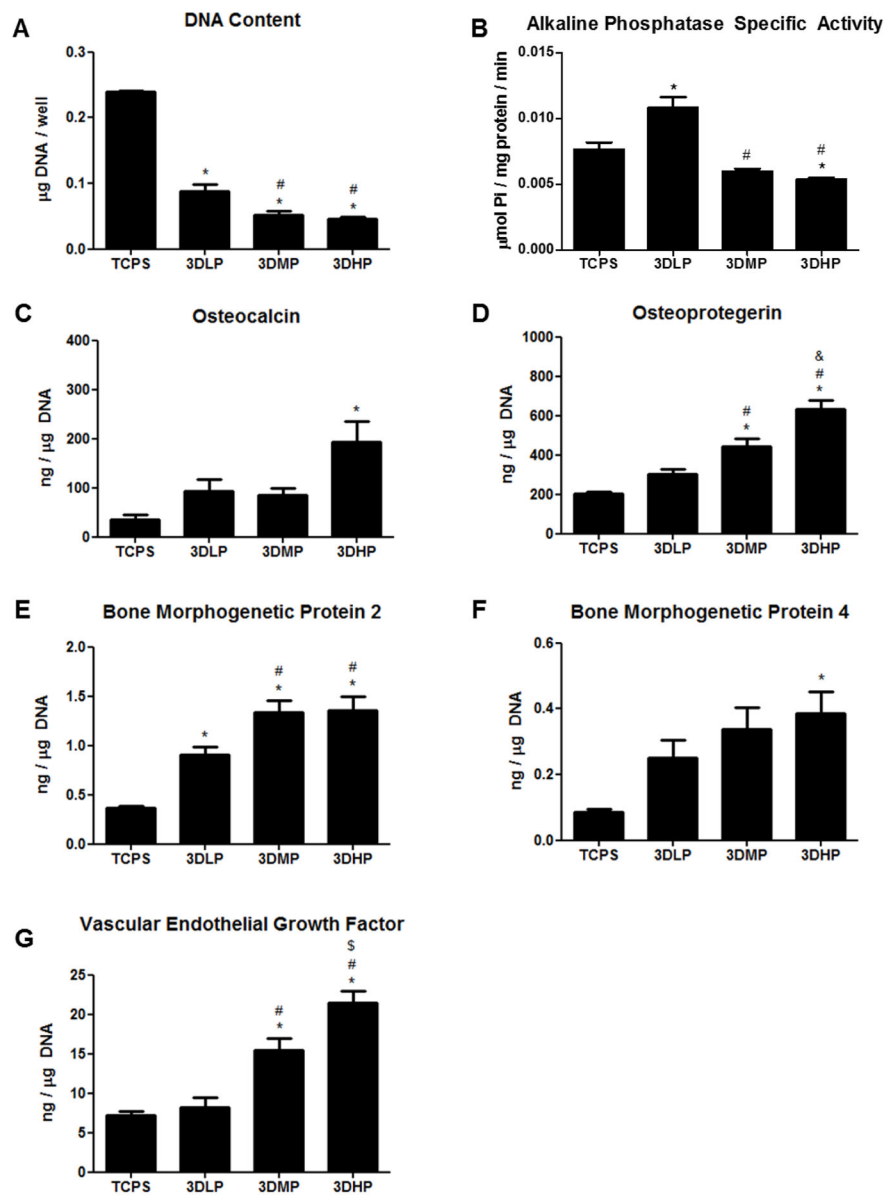 A
DNA Content
µg DNA / well
0.3
0.2
0.1
0.0
*
#
*
#
*
TCPS 3DLP 3DMP 3DHP
B
Alkaline Phosphatase Specific Activity
µmol Pi / mg protein / min
0.015
0.010
0.005
0.000
*
#
#
*
TCPS 3DLP 3DMP 3DHP
C
Osteocalcin
ng / µg DNA
400
300
200
100
0
*
TCPS 3DLP 3DMP 3DHP
D
Osteoprotegerin
ng / µg DNA
1000
800
600
400
200
0
#
*
&
#
*
TCPS 3DLP 3DMP 3DHP
E
Bone Morphogenetic Protein 2
ng / µg DNA
2.0
1.5
1.0
0.5
0.0
*
#
*
#
*
TCPS 3DLP 3DMP 3DHP
F
Bone Morphogenetic Protein 4
ng / µg DNA
0.6
0.4
0.2
0.0
*
TCPS 3DLP 3DMP 3DHP
G
Vascular Endothelial Growth Factor
ng / µg DNA
25
20
15
10
5
0
#
*
$
#
*
TCPS 3DLP 3DMP 3DHP